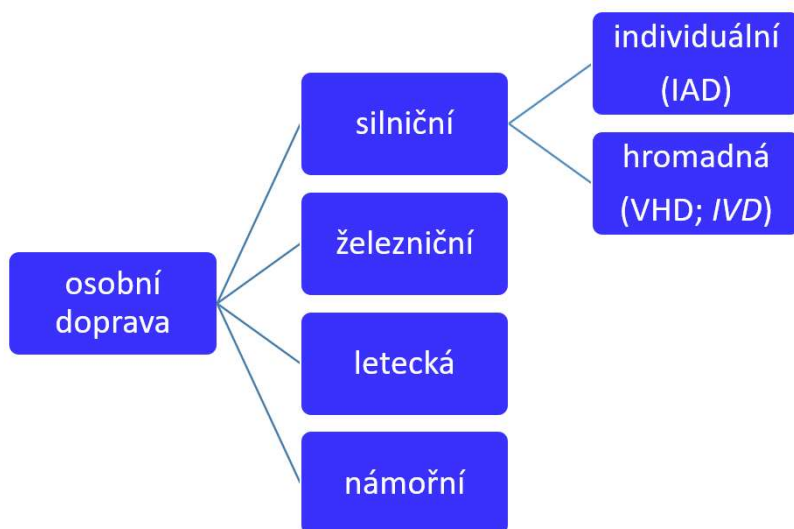 osobní
doprava
silniční
železniční
letecká
námořní
individuální
(IAD)
hromadná
(VHD; IVD)